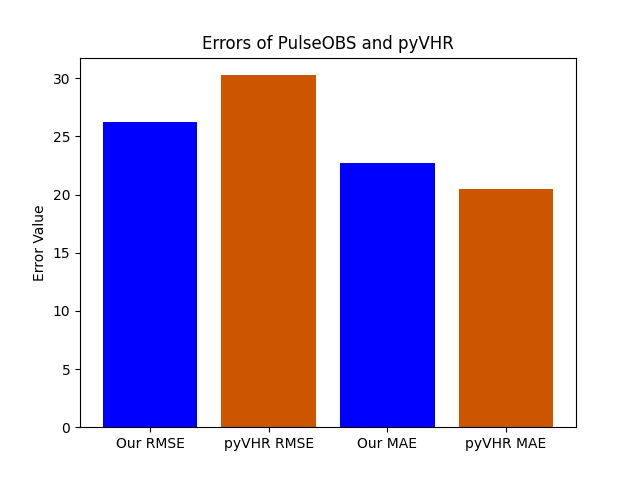 Errors of PulseOBS and pyVHR
Error Value
30
25
20
15
10
5
0
Our RMSE
pyVHR RMSE
Our MAE
pyVHR MAE